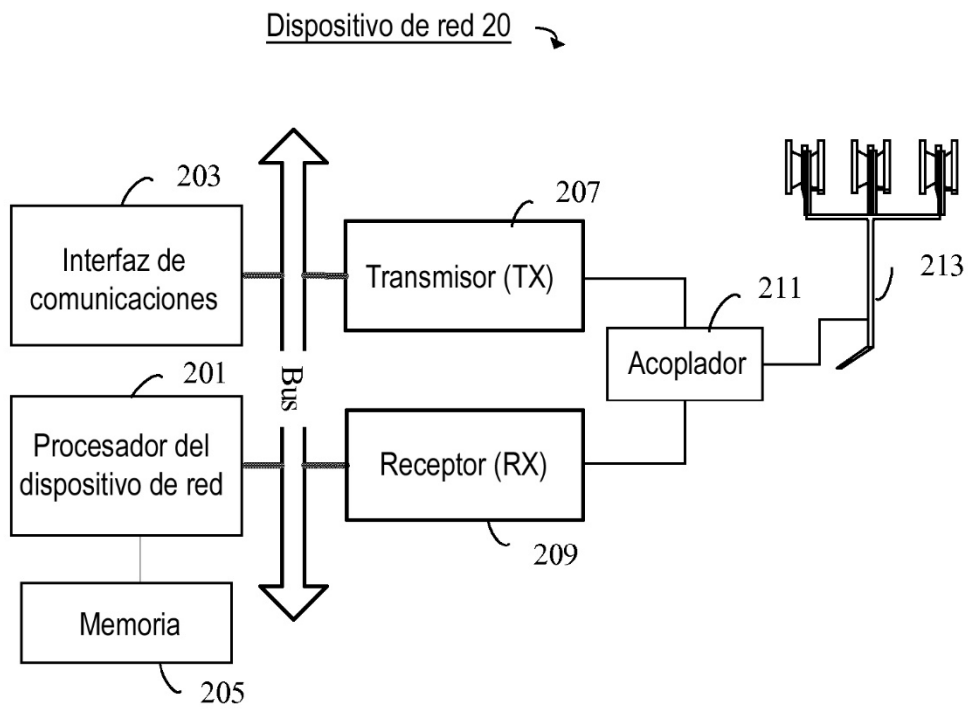 Dispositivo de red 20
203
Interfaz de
comunicaciones
207
Transmisor (TX)
213
211
Acoplador
Bus
201
Procesador del
dispositivo de red
Receptor (RX)
209
Memoria
205